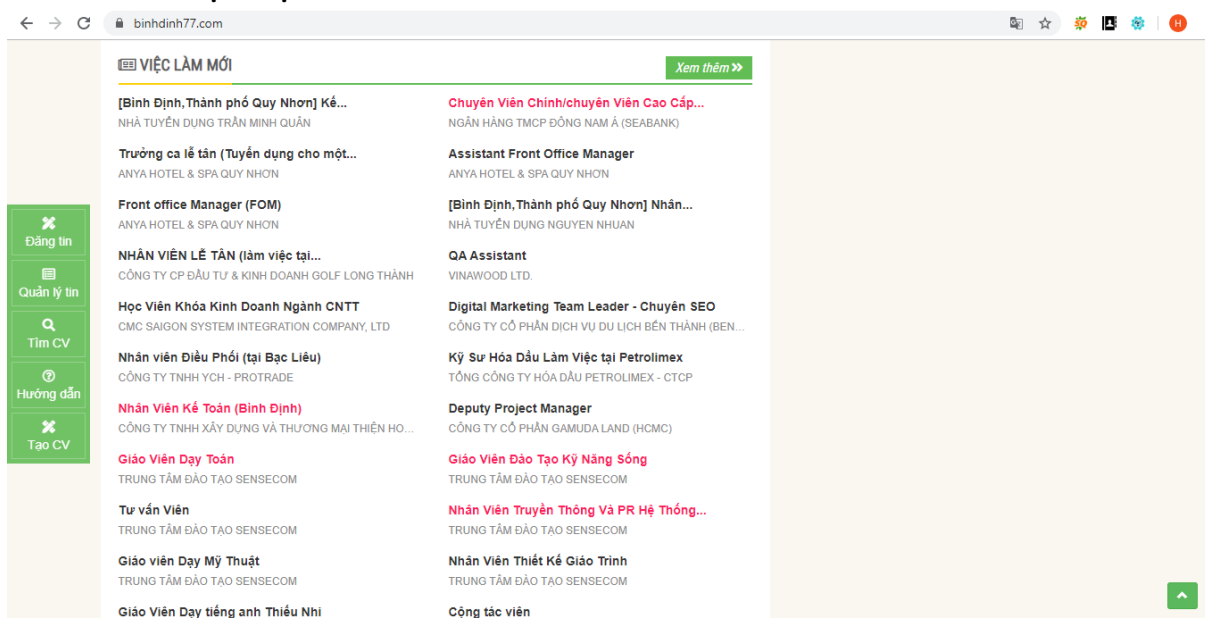 binhdinh77.com
H
VIỆC LÀM MỚI
Xem thêm
[Bình Định,Thành phố Quy Nhơn] Kế...
NHÀ TUYỂN DỤNG TRẦN MINH QUÂN
Chuyên Viên Chính/chuyên Viên Cao Cấp...
NGÂN HÀNG TMCP ĐÔNG NAM Á (SEABANK)
Trưởng ca lễ tân (Tuyển dụng cho một...
ANYA HOTEL & SPA QUY NHƠN
Assistant Front Office Manager
ANYA HOTEL & SPA QUY NHƠN
Front office Manager (FOM)
ANYA HOTEL & SPA QUY NHƠN
[Bình Định,Thành phố Quy Nhơn] Nhân...
NHÀ TUYỂN DỤNG NGUYEN NHUAN
NHÂN VIÊN LỄ TÂN (làm việc tại...
CÔNG TY CP ĐẦU TƯ & KINH DOANH GOLF LONG THÀNH
QA Assistant
VINAWOOD LTD.
Học Viên Khóa Kinh Doanh Ngành CNTT
CMC SAIGON SYSTEM INTEGRATION COMPANY, LTD
Digital Marketing Team Leader - Chuyên SEO
CÔNG TY CỔ PHẦN DỊCH VỤ DU LỊCH BẾN THÀNH (BEN...
Nhân viên Điều Phối (tại Bạc Liêu)
CÔNG TY TNHH YCH - PROTRADE
Kỹ Sư Hóa Dầu Làm Việc tại Petrolimex
TỔNG CÔNG TY HÓA DẦU PETROLIMEX - CTCP
Nhân Viên Kế Toán (Bình Định)
CÔNG TY TNHH XÂY DỰNG VÀ THƯƠNG MẠI THIỆN HO...
Deputy Project Manager
CÔNG TY CỔ PHẦN GAMUDA LAND (HCMC)
Giáo Viên Dạy Toán
TRUNG TÂM ĐÀO TẠO SENSECOM
Giáo Viên Đào Tạo Kỹ Năng Sống
TRUNG TÂM ĐÀO TẠO SENSECOM
Tư vấn Viên
TRUNG TÂM ĐÀO TẠO SENSECOM
Nhân Viên Truyền Thông Và PR Hệ Thống...
TRUNG TÂM ĐÀO TẠO SENSECOM
Giáo viên Dạy Mỹ Thuật
TRUNG TÂM ĐÀO TẠO SENSECOM
Nhân Viên Thiết Kế Giáo Trình
TRUNG TÂM ĐÀO TẠO SENSECOM
Giáo Viên Dạy tiếng anh Thiếu Nhi
Cộng tác viên
Đăng tin
Quản lý tin
Tìm CV
Hướng dẫn
Tạo CV